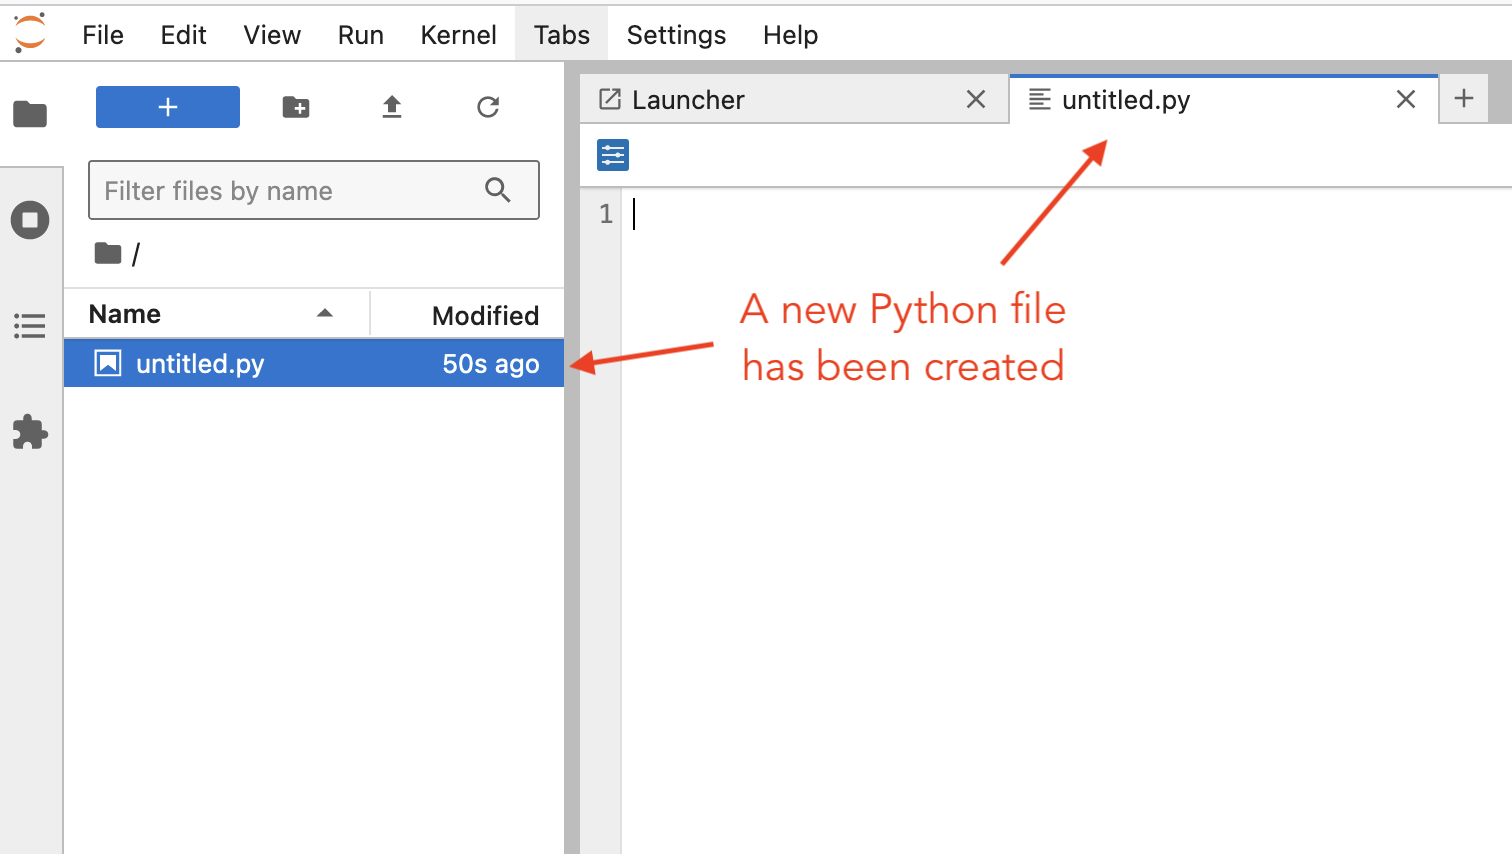 File Edit View Run Kernel Tabs Settings Help
Launcher untitled.py
Filter files by name
/
1
Name Modified
untitled.py 50s ago
A new Python file
has been created